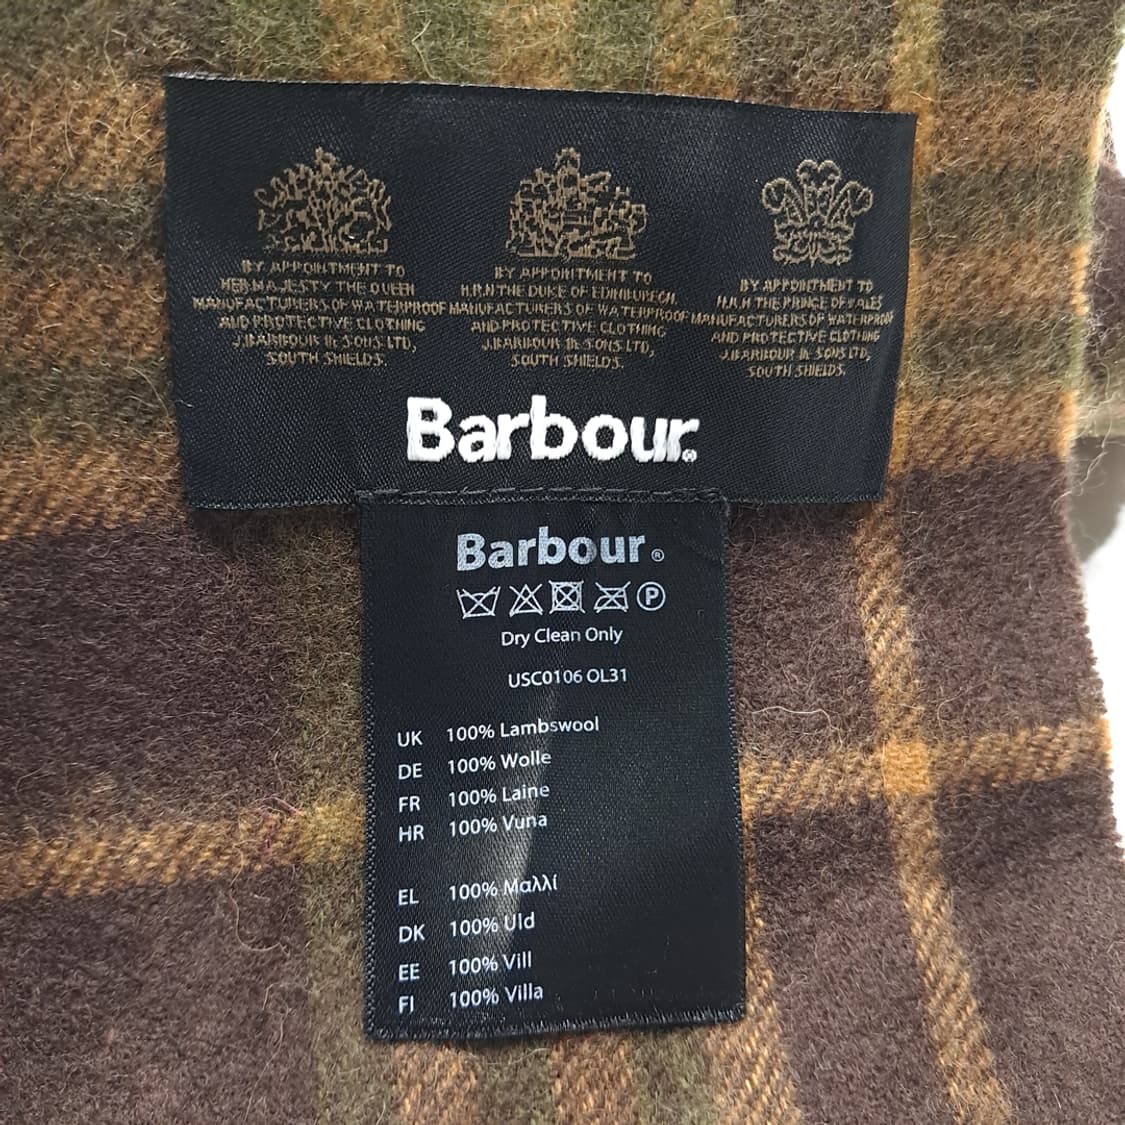 BY APPOINTMENT TO
HER MAJESTY THE QUEEN
MANUFACTURERS OF WATERPROOF
AND PROTECTIVE CLOTHING
J.BARBOUR & SONS LTD,
SOUTH SHIELDS.
BY APPOINTMENT TO
H.R.H THE DUKE OF EDINBURGH
MANUFACTURERS OF WATERPROOF
AND PROTECTIVE CLOTHING
J.BARBOUR & SONS LTD,
SOUTH SHIELDS.
BY APPOINTMENT TO
H.R.H THE PRINCE OF WALES
MANUFACTURERS OF WATERPROOF
AND PROTECTIVE CLOTHING
J.BARBOUR & SONS LTD,
SOUTH SHIELDS.
Barbour®
Barbour®
P
Dry Clean Only
USC0106 OL31
UK 100% Lambswool
DE 100% Wolle
FR 100% Laine
HR 100% Vuna
EL 100% Μαλλί
DK 100% Uld
EE 100% Vill
FI 100% Villa